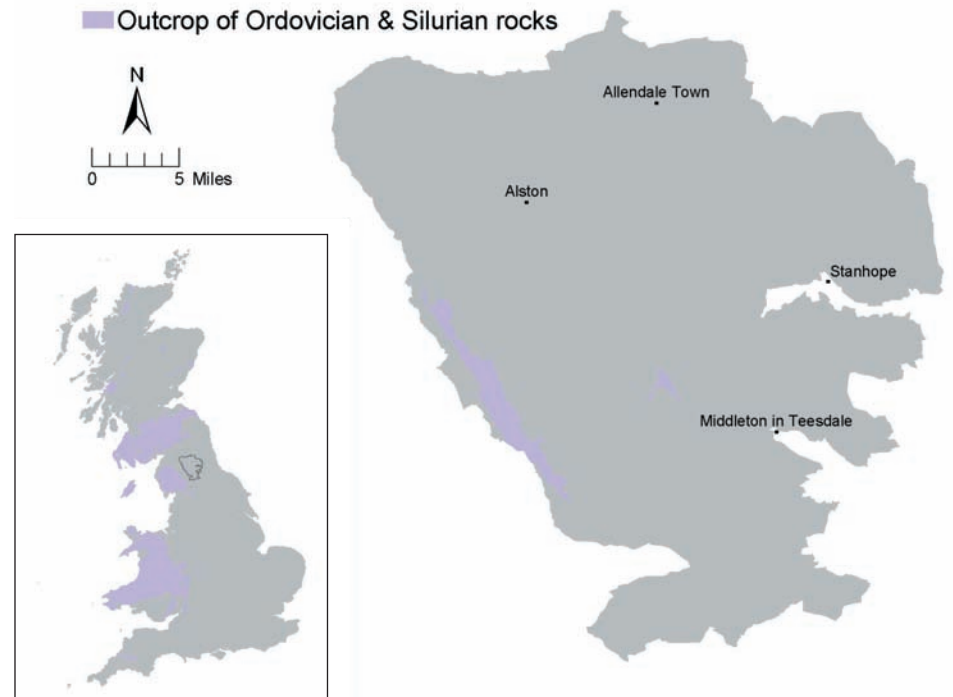 Outcrop of Ordovician & Silurian rocks
N
0 5 Miles
Allendale Town
Alston
Stanhope
Middleton in Teesdale